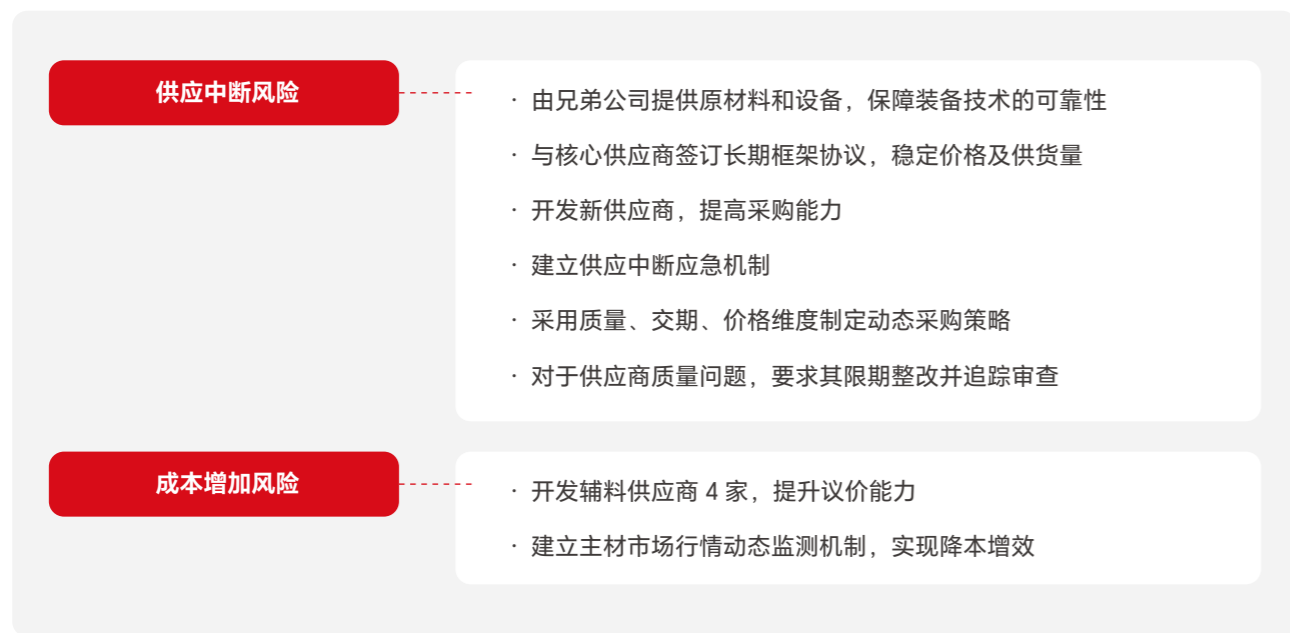 供应中断风险
· 由兄弟公司提供原材料和设备，保障装备技术的可靠性
· 与核心供应商签订长期框架协议，稳定价格及供货量
· 开发新供应商，提高采购能力
· 建立供应中断应急机制
· 采用质量、交期、价格维度制定动态采购策略
· 对于供应商质量问题，要求其限期整改并追踪审查
成本增加风险
· 开发辅料供应商 4 家，提升议价能力
· 建立主材市场行情动态监测机制，实现降本增效